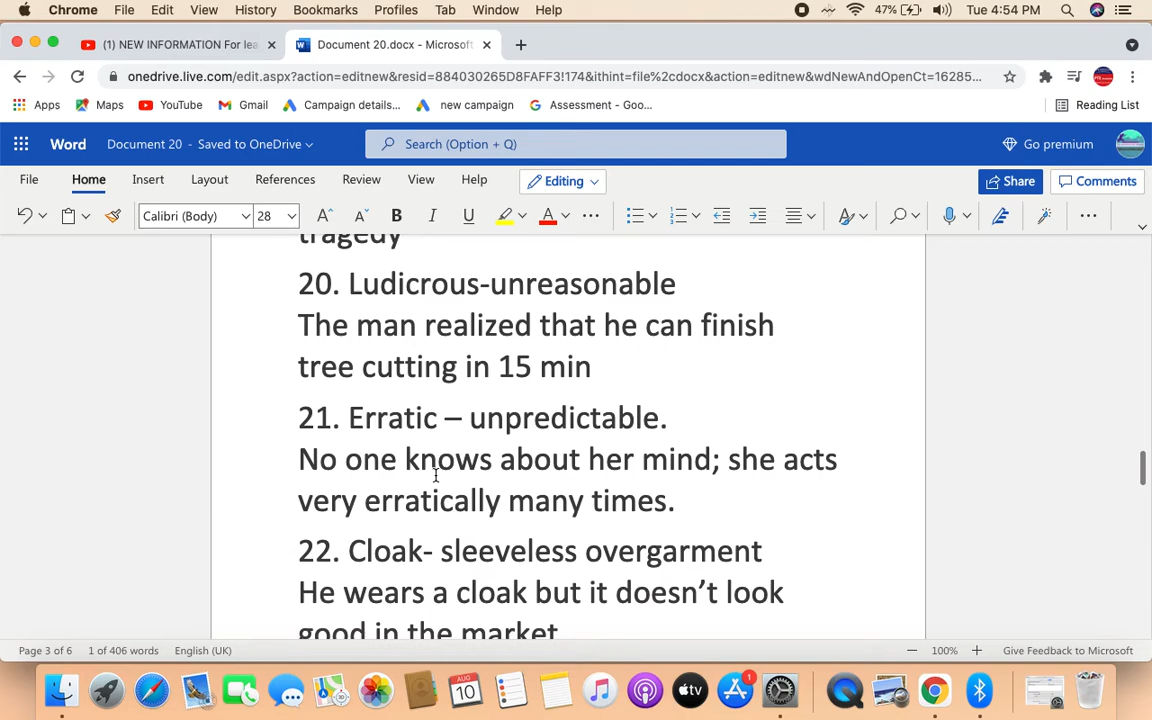 Chrome File Edit View History Bookmarks Profiles Tab Window Help 47% Tue 4:54 PM
(1) NEW INFORMATION For lea Document 20.docx - Microsoft
onedrive.live.com/edit.aspx?action=editnew&resid=884030265D8FAFF3!174&ithint=file%2cdocx&action=editnew&wdNewAndOpenCt=16285...
Apps Maps YouTube Gmail Campaign details... new campaign Assessment - Goo... Reading List
Word Document 20 - Saved to OneDrive Search (Option + Q) Go premium
File Home Insert Layout References Review View Help Editing Share Comments
Calibri (Body) 28 A A B I U A
tragedy
20. Ludicrous-unreasonable
The man realized that he can finish
tree cutting in 15 min
21. Erratic – unpredictable.
No one knows about her mind; she acts
very erratically many times.
22. Cloak- sleeveless overgarment
He wears a cloak but it doesn't look
good in the market
Page 3 of 6 1 of 406 words English (UK) 100% Give Feedback to Microsoft
AUG
10
tv
1